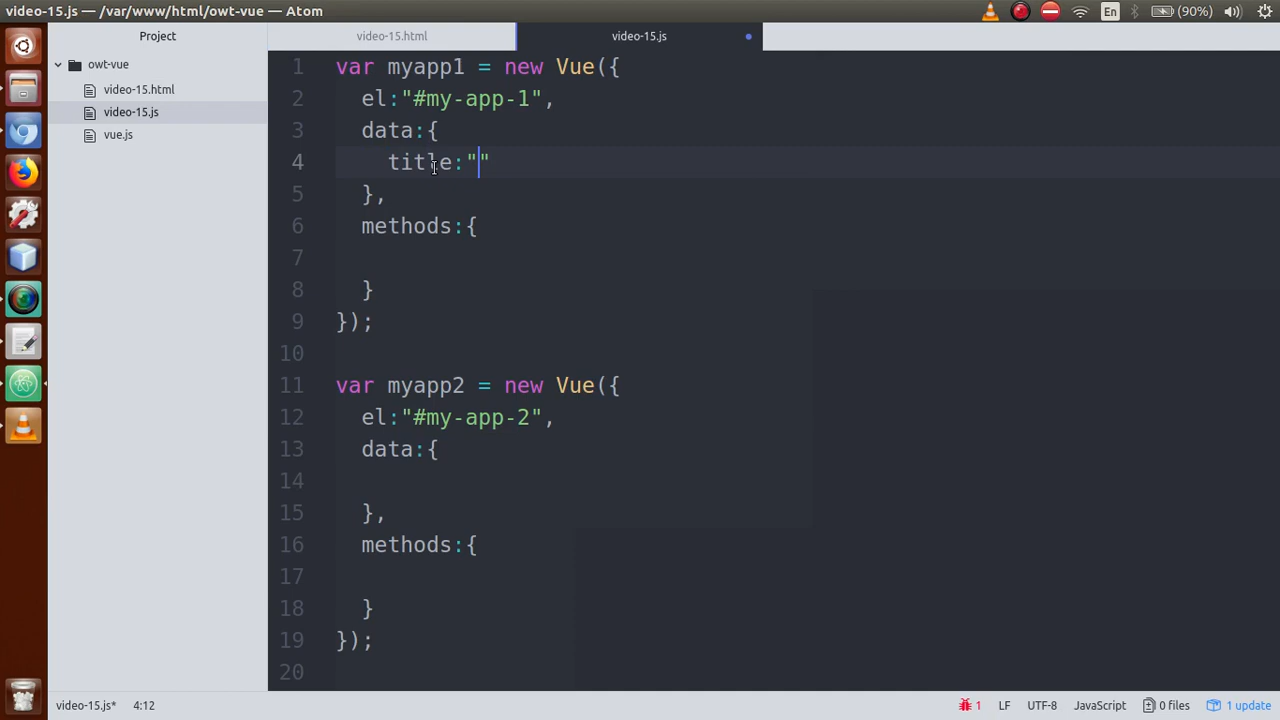 video-15.js — /var/www/html/owt-vue — Atom
En
(90%)
Project
owt-vue
video-15.html
video-15.js
vue.js
video-15.html
video-15.js
1 var myapp1 = new Vue({
2 el:"#my-app-1",
3 data:{
4 title:""
5 },
6 methods:{
7
8 }
9 });
10
11 var myapp2 = new Vue({
12 el:"#my-app-2",
13 data:{
14
15 },
16 methods:{
17
18 }
19 });
20
video-15.js* 4:12
1 LF UTF-8 JavaScript 0 files 1 update